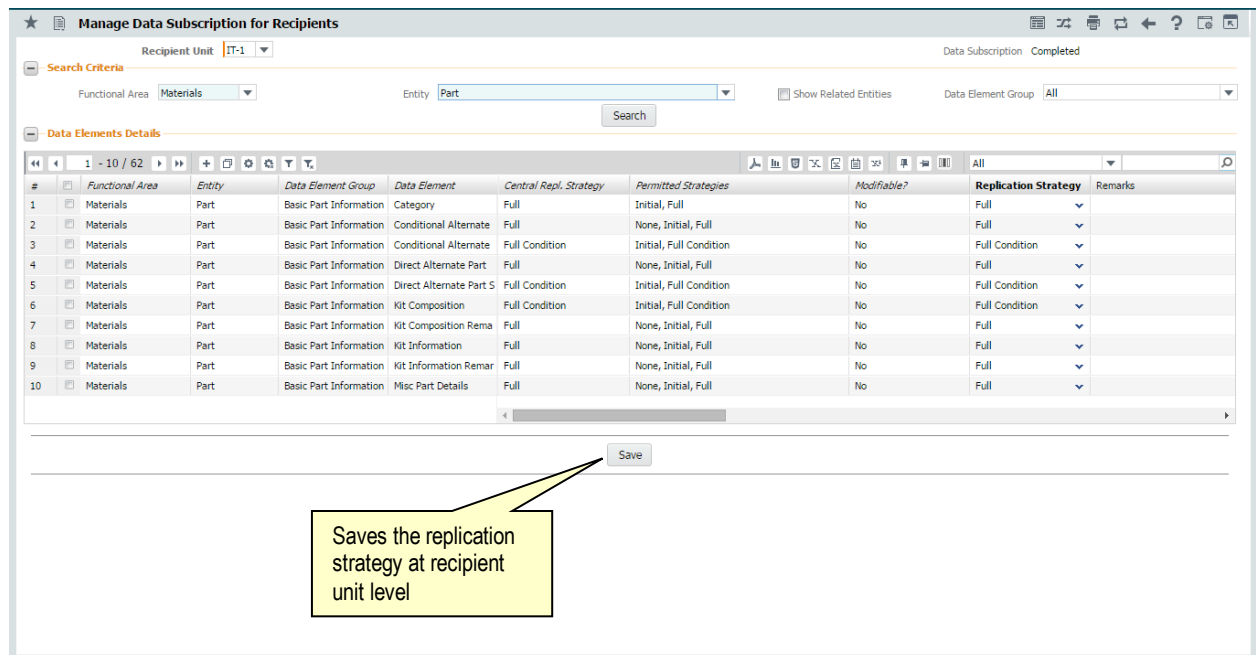 Manage Data Subscription for Recipients ?
Recipient Unit IT-1 Data Subscription Completed
Search Criteria
Functional Area Materials Entity Part Show Related Entities Data Element Group All
Search
Data Elements Details
1 - 10 / 62 All
# Functional Area Entity Data Element Group Data Element Central Repl. Strategy Permitted Strategies Modifiable? Replication Strategy Remarks
1 Materials Part Basic Part Information Category Full Initial, Full No Full
2 Materials Part Basic Part Information Conditional Alternate Full None, Initial, Full No Full
3 Materials Part Basic Part Information Conditional Alternate Full Condition Initial, Full Condition No Full Condition
4 Materials Part Basic Part Information Direct Alternate Part Full None, Initial, Full No Full
5 Materials Part Basic Part Information Direct Alternate Part S Full Condition Initial, Full Condition No Full Condition
6 Materials Part Basic Part Information Kit Composition Full Condition Initial, Full Condition No Full Condition
7 Materials Part Basic Part Information Kit Composition Rema Full None, Initial, Full No Full
8 Materials Part Basic Part Information Kit Information Full None, Initial, Full No Full
9 Materials Part Basic Part Information Kit Information Remar Full None, Initial, Full No Full
10 Materials Part Basic Part Information Misc Part Details Full None, Initial, Full No Full
Save
Saves the replication
strategy at recipient
unit level